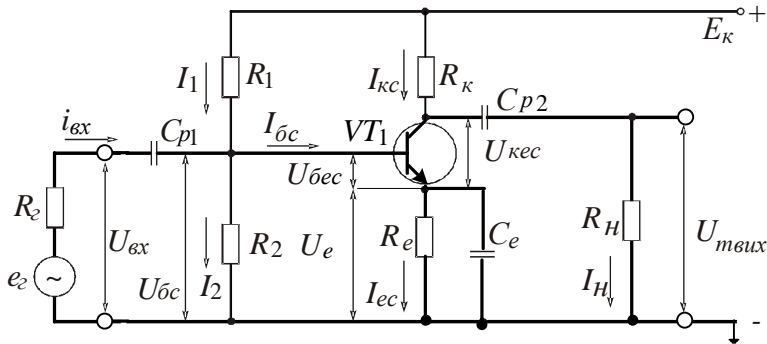 +
Eк
I1
R1
Iкс
Rк
Cр2
iвх
Cр1
Iбс
VT1
Uкес
Uбес
Rг
Uвх
R2
Uе
Rе
Cе
Rн
Uтвих
eг
~
Uбс
I2
Iес
Iн
-